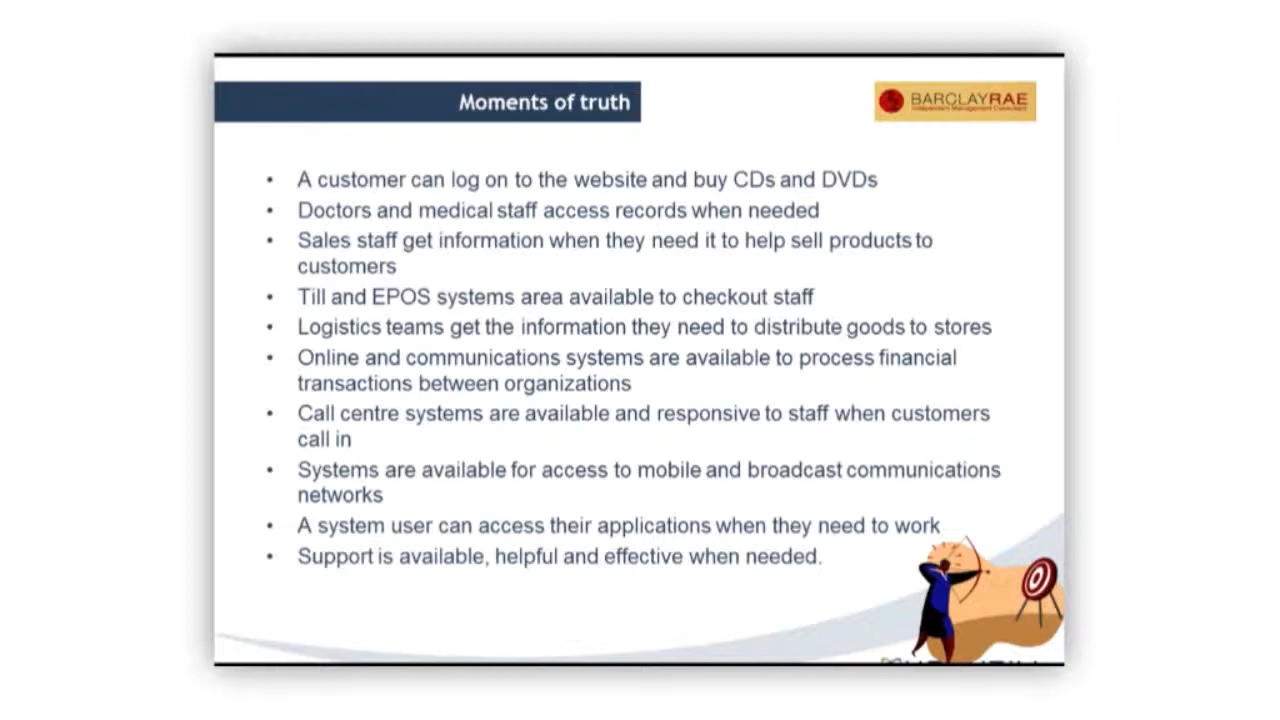 Moments of truth
BARCLAYRAE
Independent Management Consultant
• A customer can log on to the website and buy CDs and DVDs
• Doctors and medical staff access records when needed
• Sales staff get information when they need it to help sell products to
customers
• Till and EPOS systems area available to checkout staff
• Logistics teams get the information they need to distribute goods to stores
• Online and communications systems are available to process financial
transactions between organizations
• Call centre systems are available and responsive to staff when customers
call in
• Systems are available for access to mobile and broadcast communications
networks
• A system user can access their applications when they need to work
• Support is available, helpful and effective when needed.